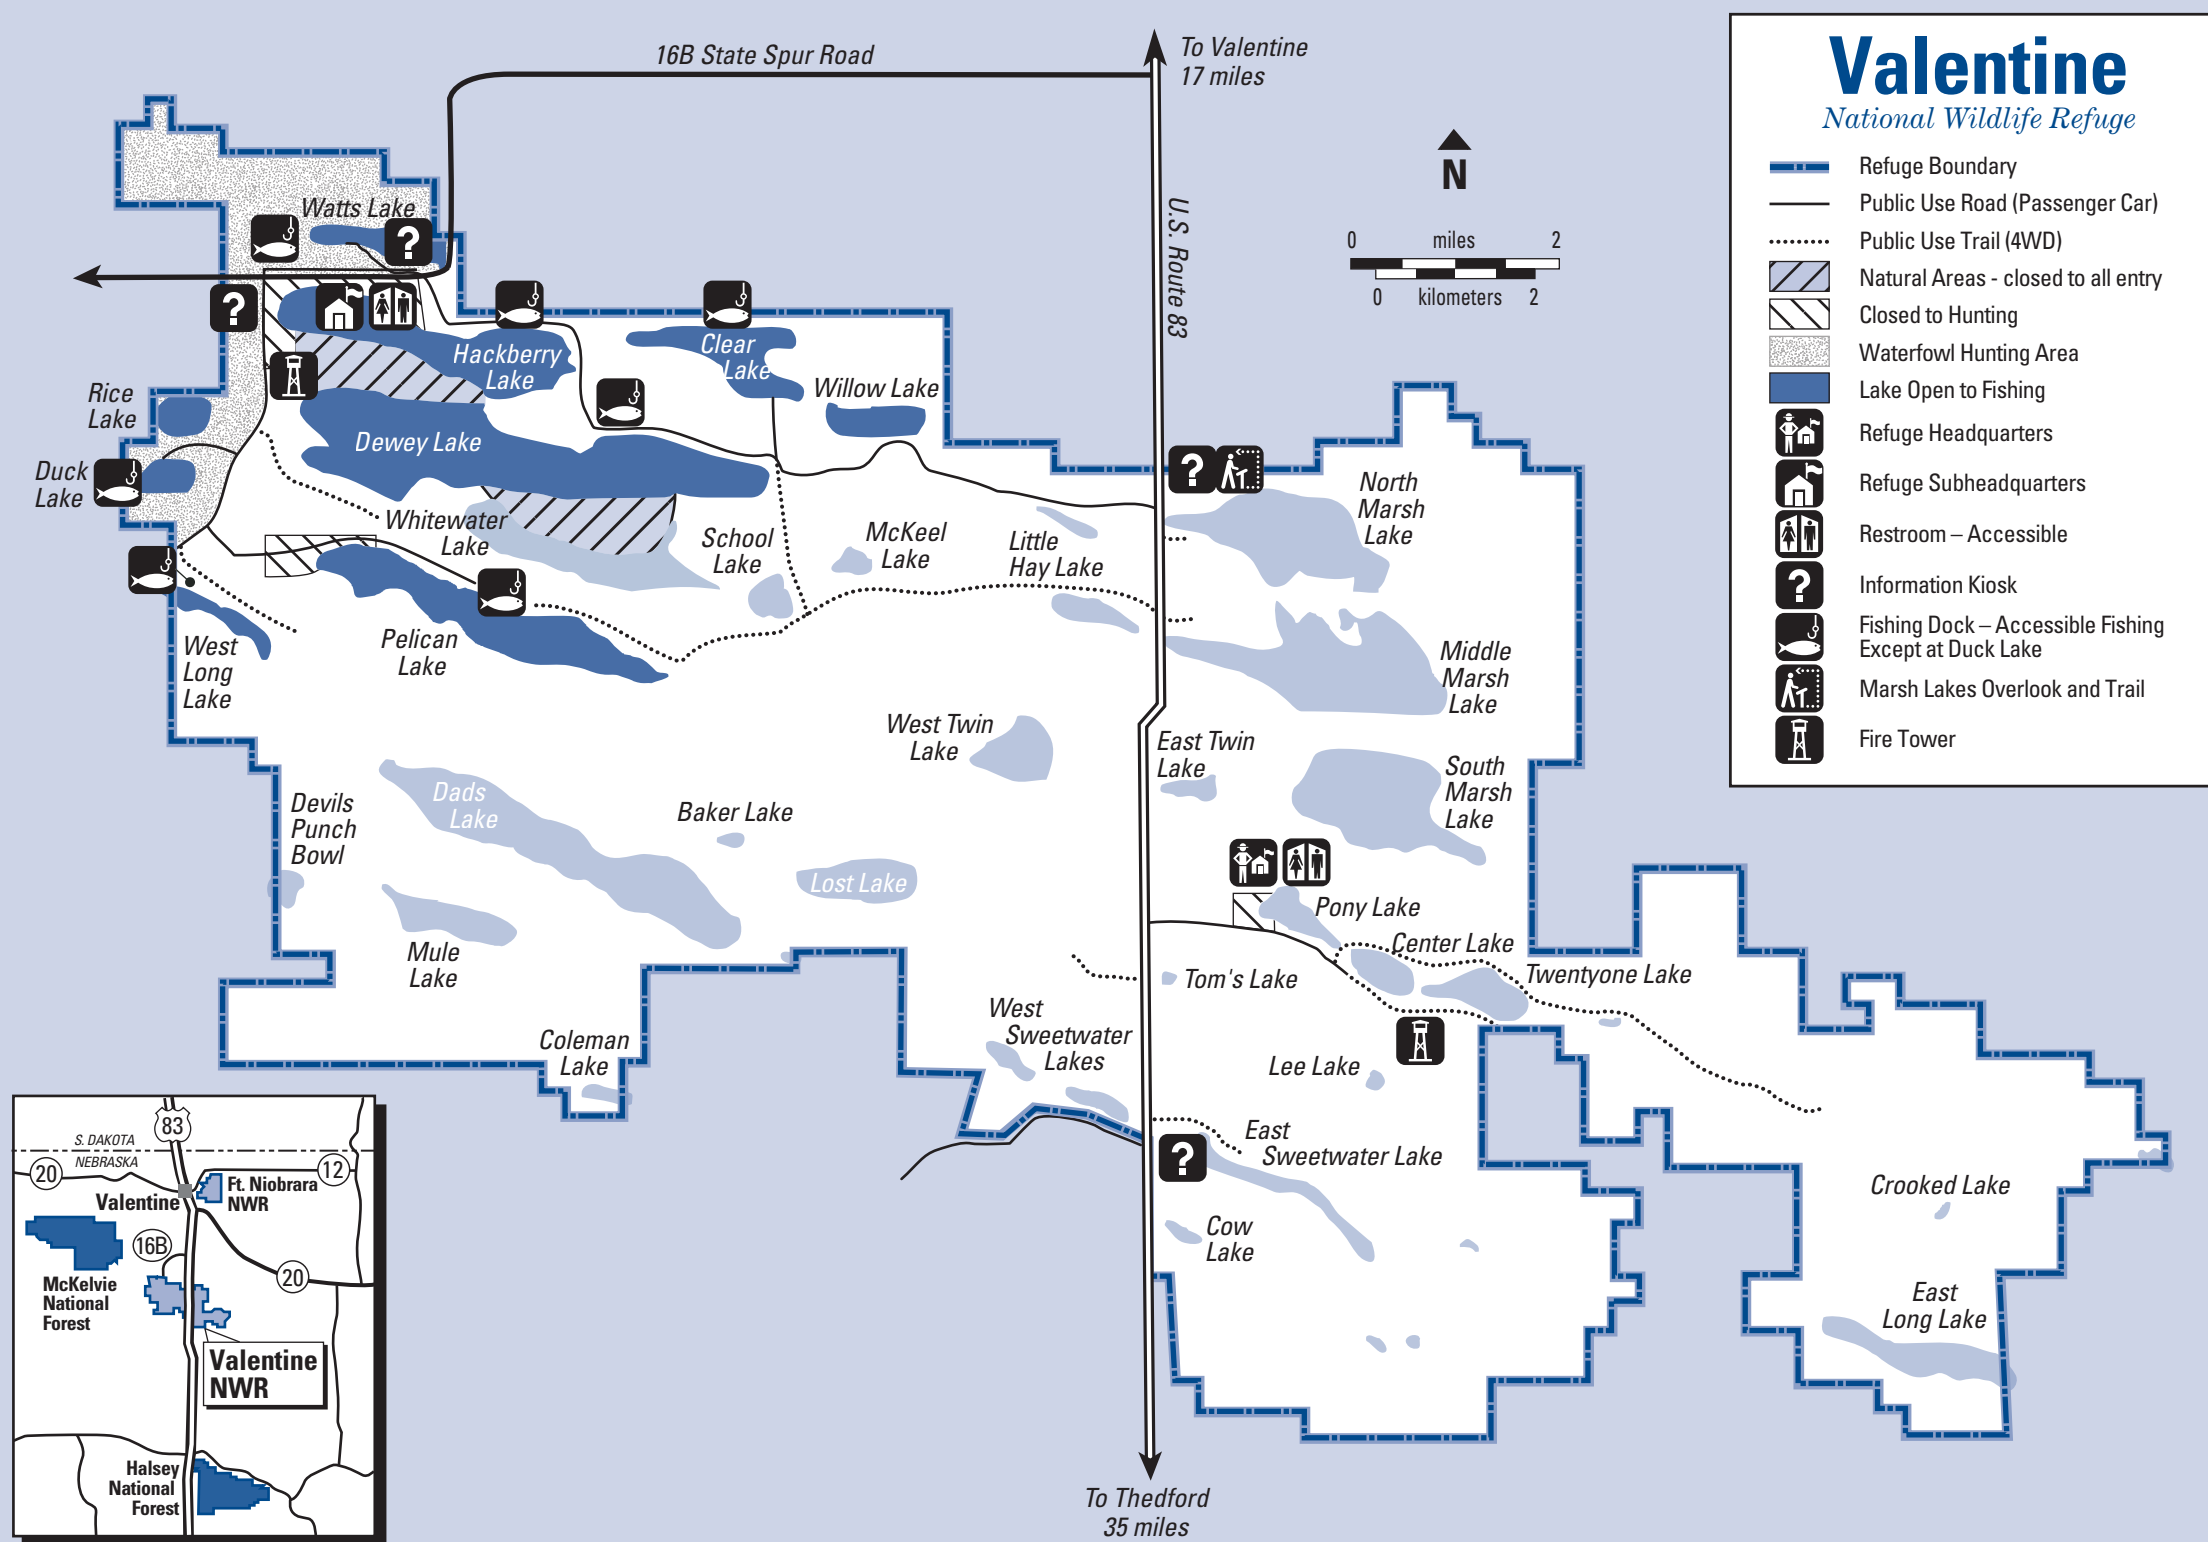 16B State Spur Road
To Valentine
17 miles
Valentine
National Wildlife Refuge
Refuge Boundary
Public Use Road (Passenger Car)
Public Use Trail (4WD)
Natural Areas - closed to all entry
Closed to Hunting
Waterfowl Hunting Area
Lake Open to Fishing
Refuge Headquarters
Refuge Subheadquarters
Restroom – Accessible
? Information Kiosk
Fishing Dock – Accessible Fishing
Except at Duck Lake
Marsh Lakes Overlook and Trail
Fire Tower
N
0 miles 2
0 kilometers 2
U.S. Route 83
Watts Lake
?
?
Hackberry
Lake
Clear
Lake
Willow Lake
Rice
Lake
Dewey Lake
Duck
Lake
?
North
Marsh
Lake
Whitewater
Lake
School
Lake
McKeel
Lake
Little
Hay Lake
West
Long
Lake
Pelican
Lake
Middle
Marsh
Lake
West Twin
Lake
East Twin
Lake
South
Marsh
Lake
Devils
Punch
Bowl
Dads
Lake
Baker Lake
Lost Lake
Mule
Lake
Pony Lake
Center Lake
Twentyone Lake
Tom's Lake
Coleman
Lake
West
Sweetwater
Lakes
Lee Lake
?
East
Sweetwater Lake
Cow
Lake
Crooked Lake
East
Long Lake
To Thedford
35 miles
83
S. DAKOTA
NEBRASKA
20
12
Valentine
Ft. Niobrara
NWR
16B
20
McKelvie
National
Forest
Valentine
NWR
Halsey
National
Forest